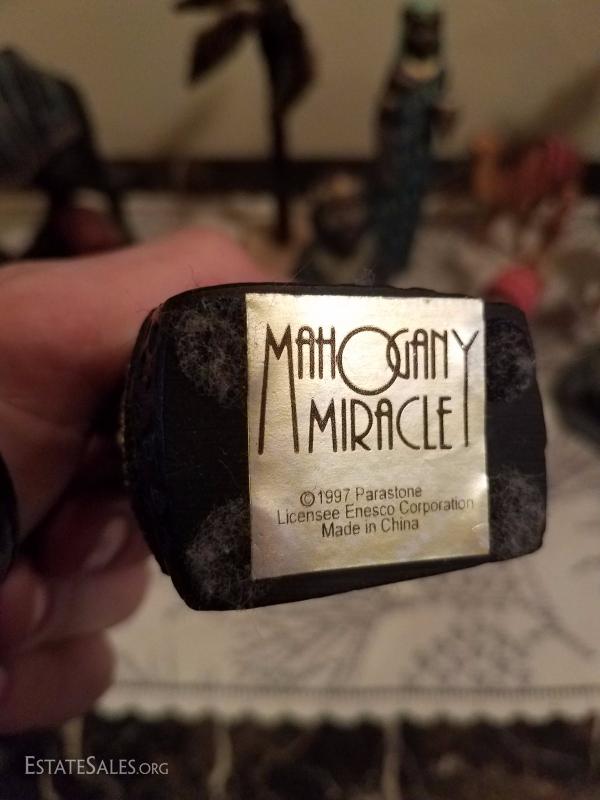 MAHOGANY
MIRACLE
©1997 Parastone
Licensee Enesco Corporation
Made in China
ESTATESALES.ORG